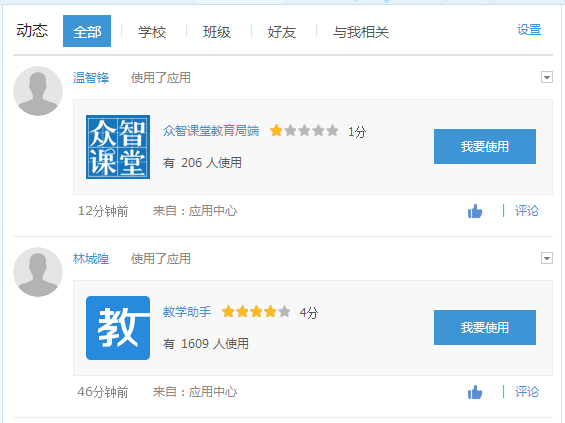 动态 全部 学校 班级 好友 与我相关 设置
温智锋 使用了应用
众智课堂
众智课堂教育局端 1分
有 206 人使用
我要使用
12分钟前 来自：应用中心 评论
林城隍 使用了应用
教
教学助手 4分
有 1609 人使用
我要使用
46分钟前 来自：应用中心 评论